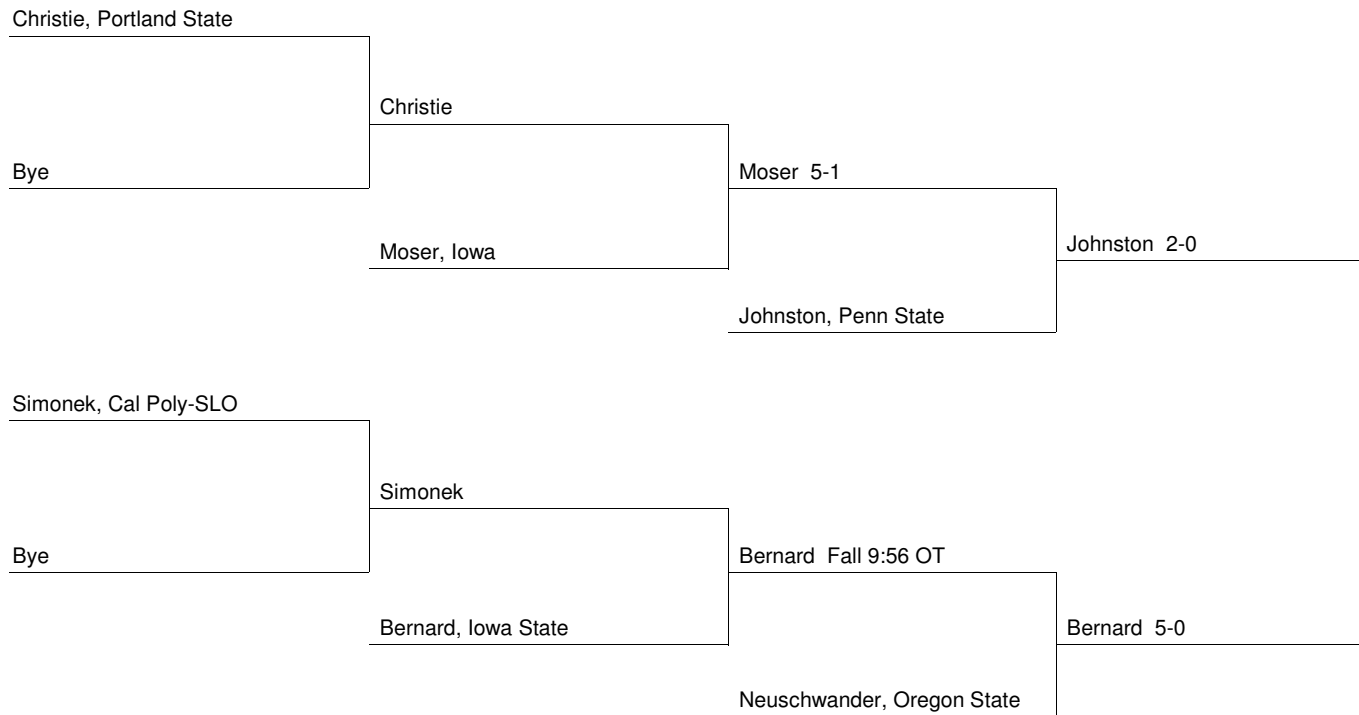 Christie, Portland State
Christie
Bye
Moser  5-1
Johnston  2-0
Moser, Iowa
Johnston, Penn State
Simonek, Cal Poly-SLO
Simonek
Bye
Bernard  Fall 9:56 OT
Bernard, Iowa State
Bernard  5-0
Neuschwander, Oregon State